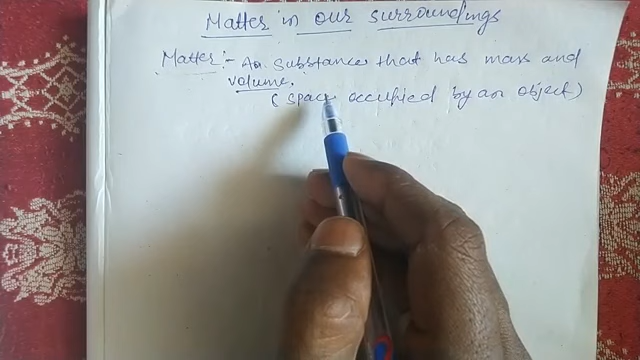 Matter in our surroundings
Matter:- An substance that has mass and
volume.
(space occupied by an object)